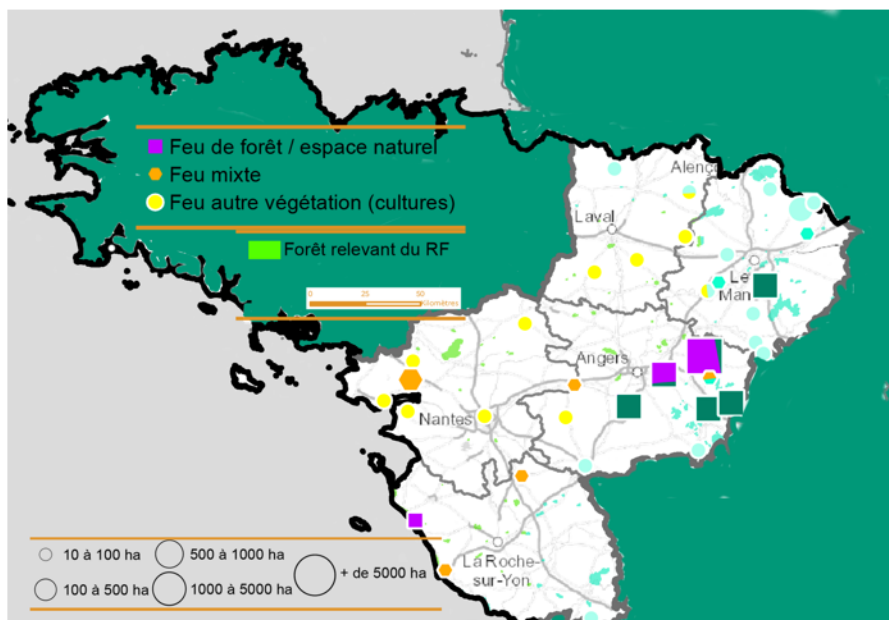 Feu de forêt / espace naturel
Alenço
Feu mixte
Feu autre végétation (cultures)
Laval
Forêt relevant du RF
Le
Man
0 25 50
Kilomètres
Angers
Nantes
10 à 100 ha
500 à 1000 ha
+ de 5000 ha
La Roche-
sur-Yon
100 à 500 ha
1000 à 5000 ha